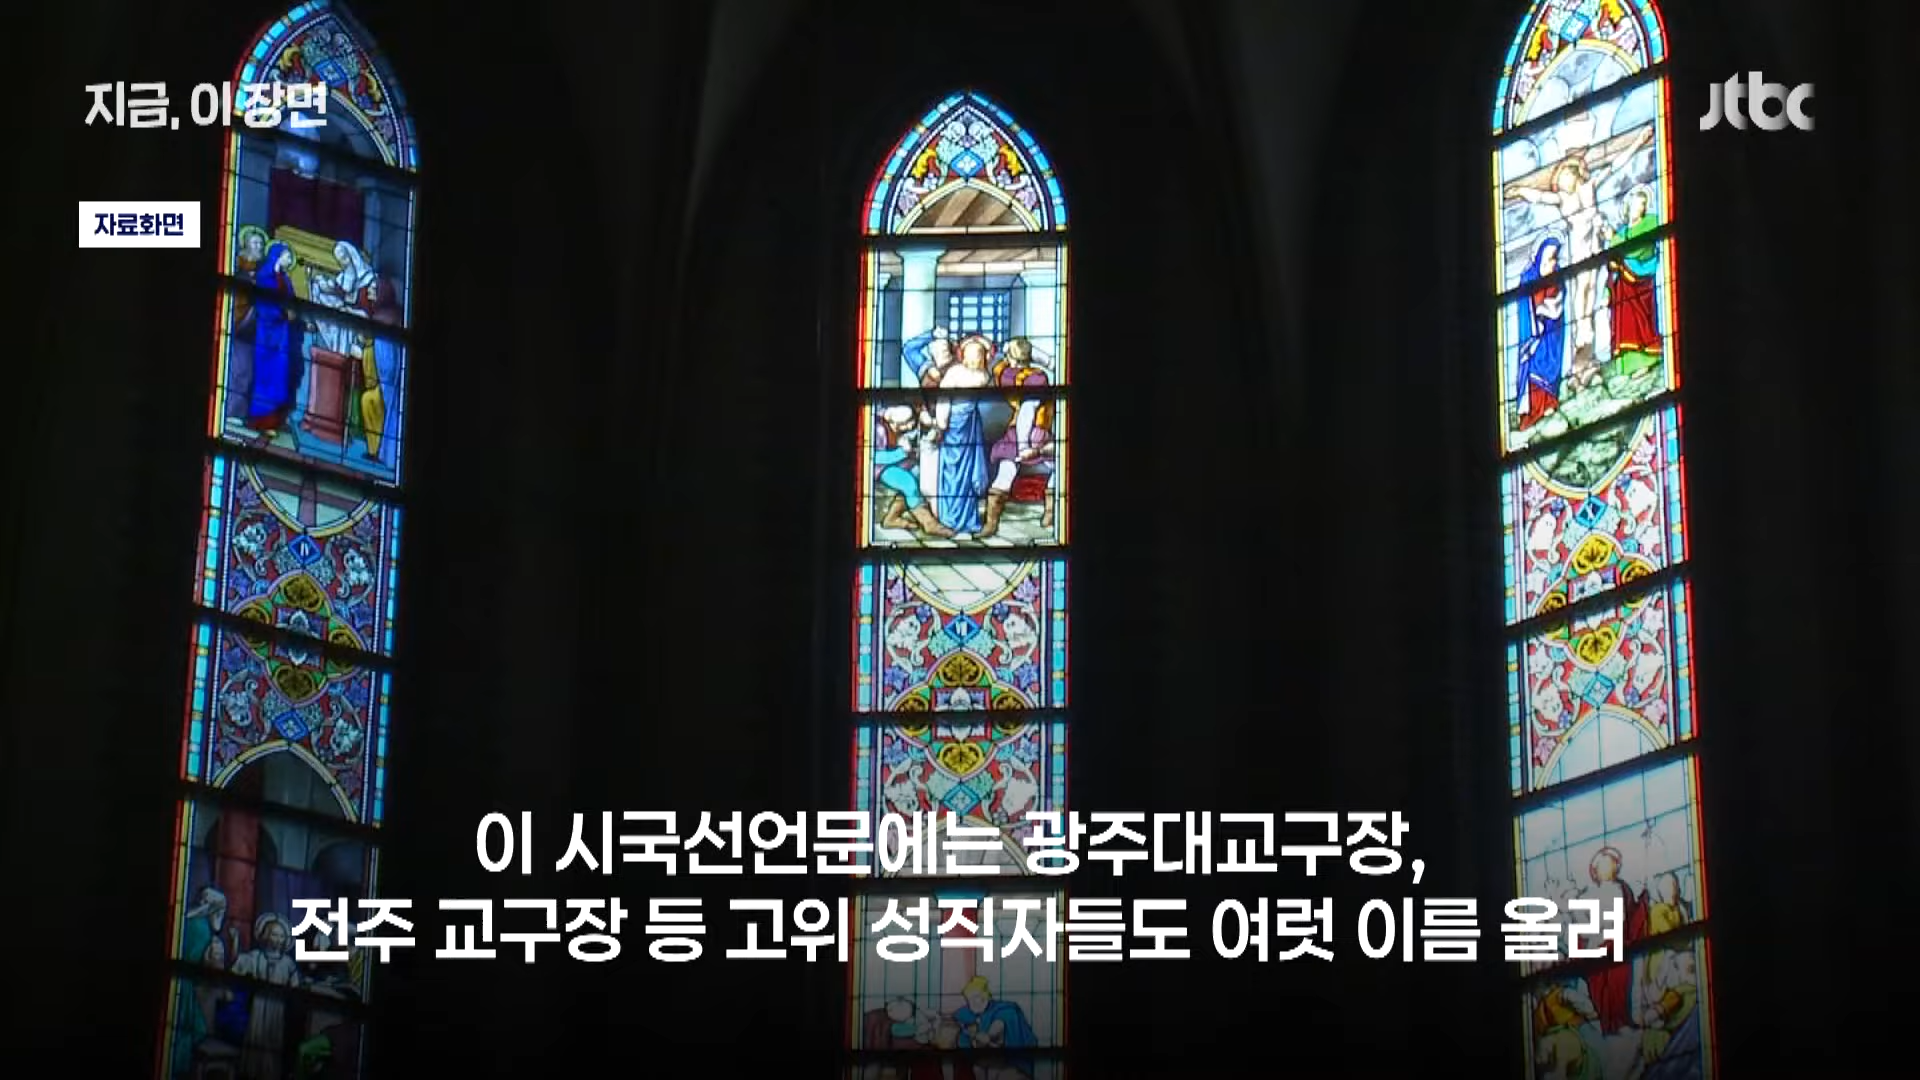 지금, 이 장면
jtbc
자료화면
이 시국선언문에는 광주대교구장,
전주 교구장 등 고위 성직자들도 여럿 이름 올려